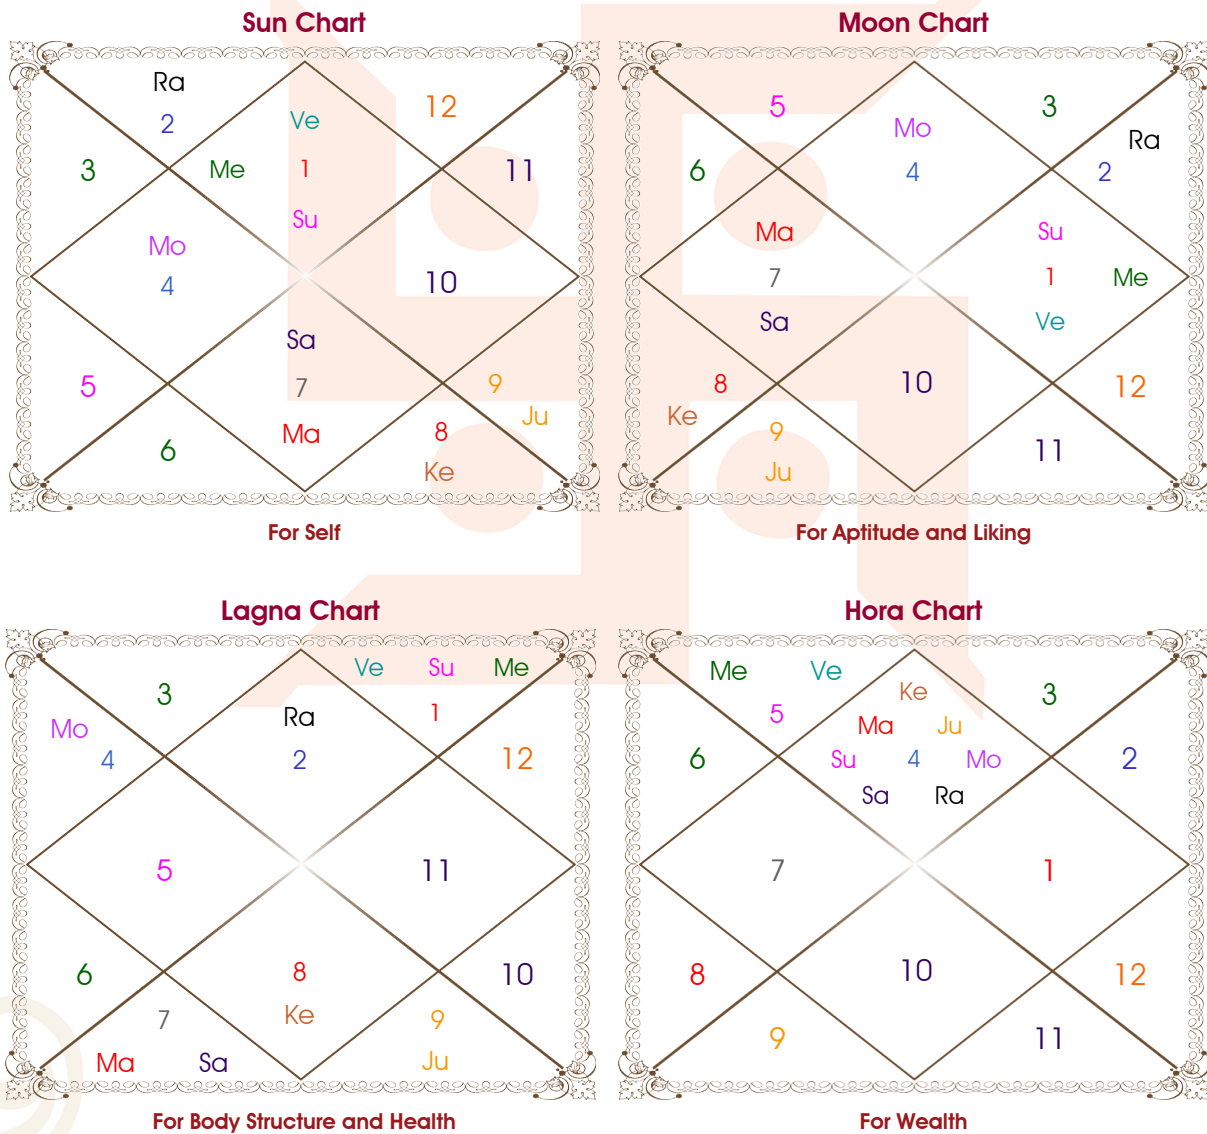 Sun Chart
Ra
2
3
Me
Ve
1
Su
12
11
Mo
4
10
Sa
7
Ma
5
6
9
Ju
8
Ke
For Self
Moon Chart
5
Mo
4
3
Ra
2
6
Ma
7
Sa
Su
1
Me
Ve
8
Ke
9
Ju
10
12
11
For Aptitude and Liking
Lagna Chart
3
Mo
4
Ra
2
Ve Su Me
1
12
5
11
6
7
Ma Sa
8
Ke
10
9
Ju
For Body Structure and Health
Hora Chart
Me Ve
5
Ke
Ma Ju
Su 4 Mo
Sa Ra
3
2
6
7
1
8
9
10
12
11
For Wealth